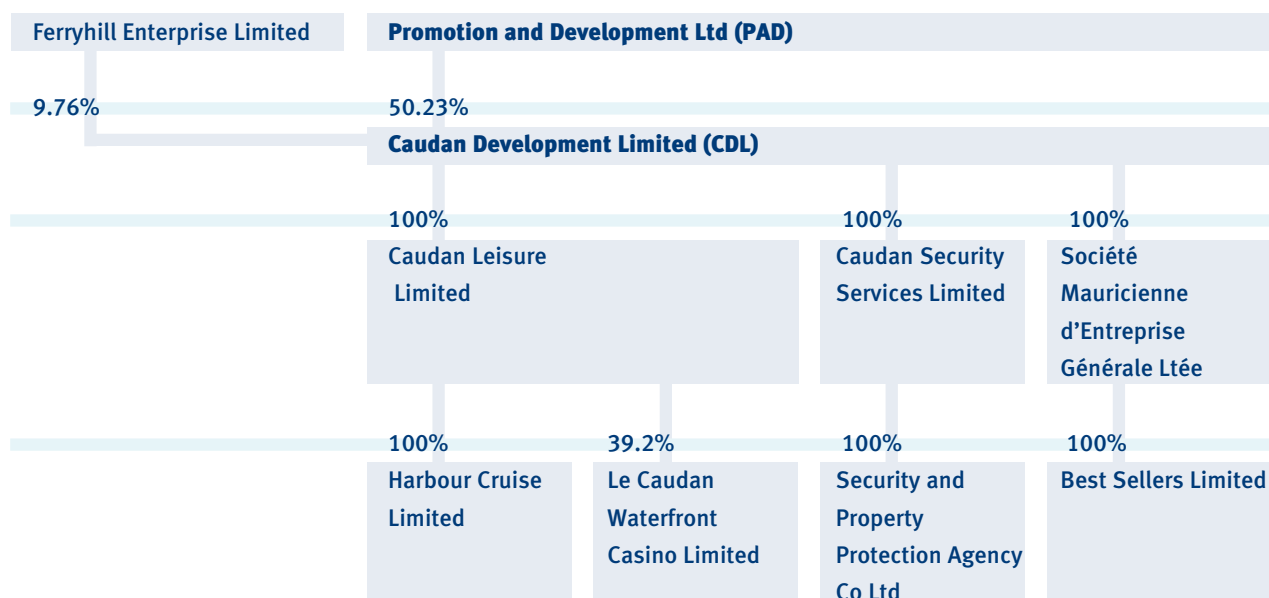 Ferryhill Enterprise Limited
Promotion and Development Ltd (PAD)
9.76%
50.23%
Caudan Development Limited (CDL)
100%
100%
100%
Caudan Leisure
Limited
Caudan Security
Services Limited
Société
Mauricienne
d’Entreprise
Générale Ltée
100%
39.2%
100%
100%
Harbour Cruise
Limited
Le Caudan
Waterfront
Casino Limited
Security and
Property
Protection Agency
Co Ltd
Best Sellers Limited